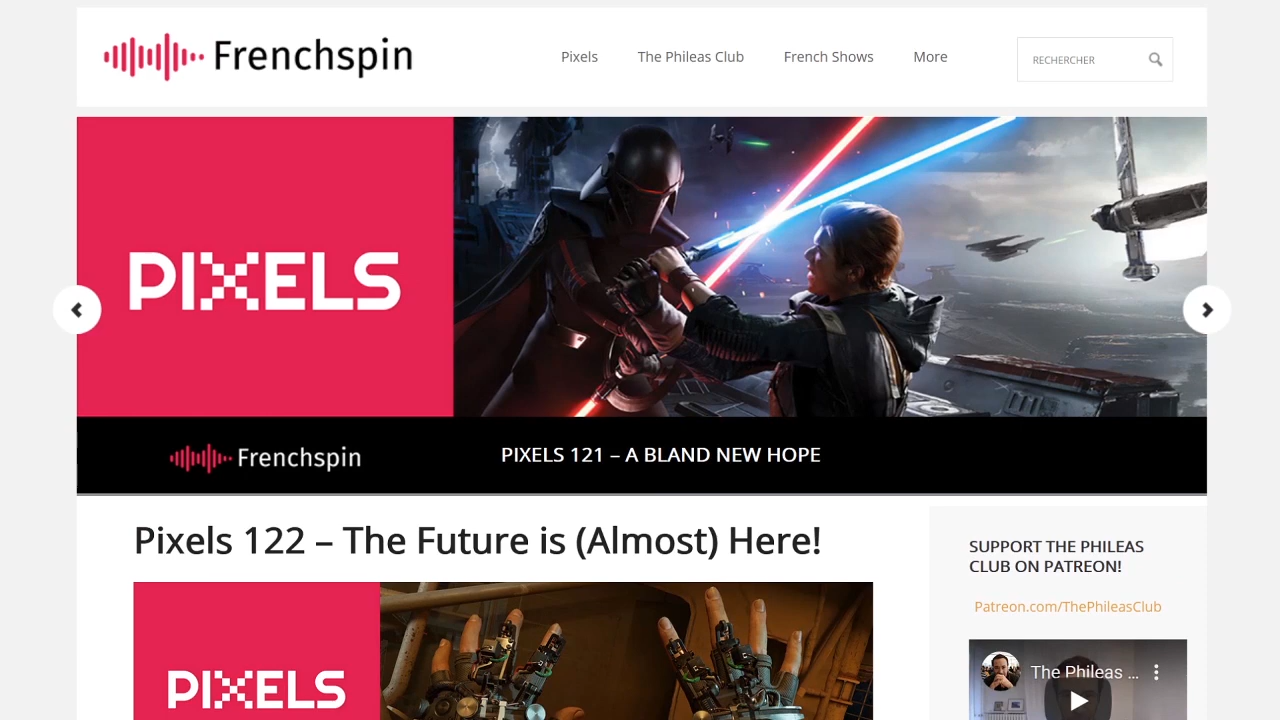 Frenchspin
Pixels
The Phileas Club
French Shows
More
RECHERCHER
PIXELS
Frenchspin
PIXELS 121 – A BLAND NEW HOPE
Pixels 122 – The Future is (Almost) Here!
PIXELS
SUPPORT THE PHILEAS
CLUB ON PATREON!
Patreon.com/ThePhileasClub
The Phileas ...